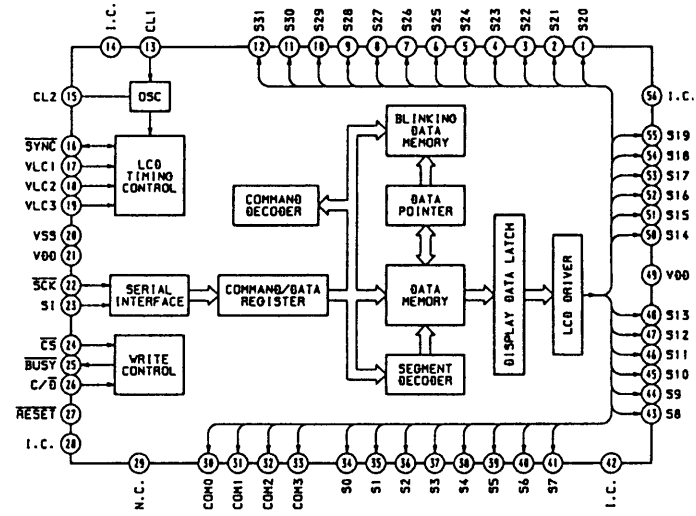 I.C. CL1 S31 S30 S29 S28 S27 S26 S25 S24 S23 S22 S21 S20
14 13 12 11 10 9 8 7 6 5 4 3 2 1
CL2 15
OSC
56 I.C.
SYNC 16
VLC1 17
VLC2 18
VLC3 19
LCD
TIMING
CONTROL
BLINKING
DATA
MEMORY
55 S19
54 S18
53 S17
52 S16
51 S15
50 S14
COMMAND
DECODER
DATA
POINTER
VSS 20
VDD 21
49 VDD
SCK 22
SI 23
SERIAL
INTERFACE
COMMAND/DATA
REGISTER
DATA
MEMORY
DISPLAY DATA LATCH
LCD DRIVER
48 S13
47 S12
46 S11
45 S10
44 S9
43 S8
CS 24
BUSY 25
C/D 26
WRITE
CONTROL
SEGMENT
DECODER
RESET 27
I.C. 28
29 30 31 32 33 34 35 36 37 38 39 40 41 42
N.C. COM0 COM1 COM2 COM3 S0 S1 S2 S3 S4 S5 S6 S7 I.C.